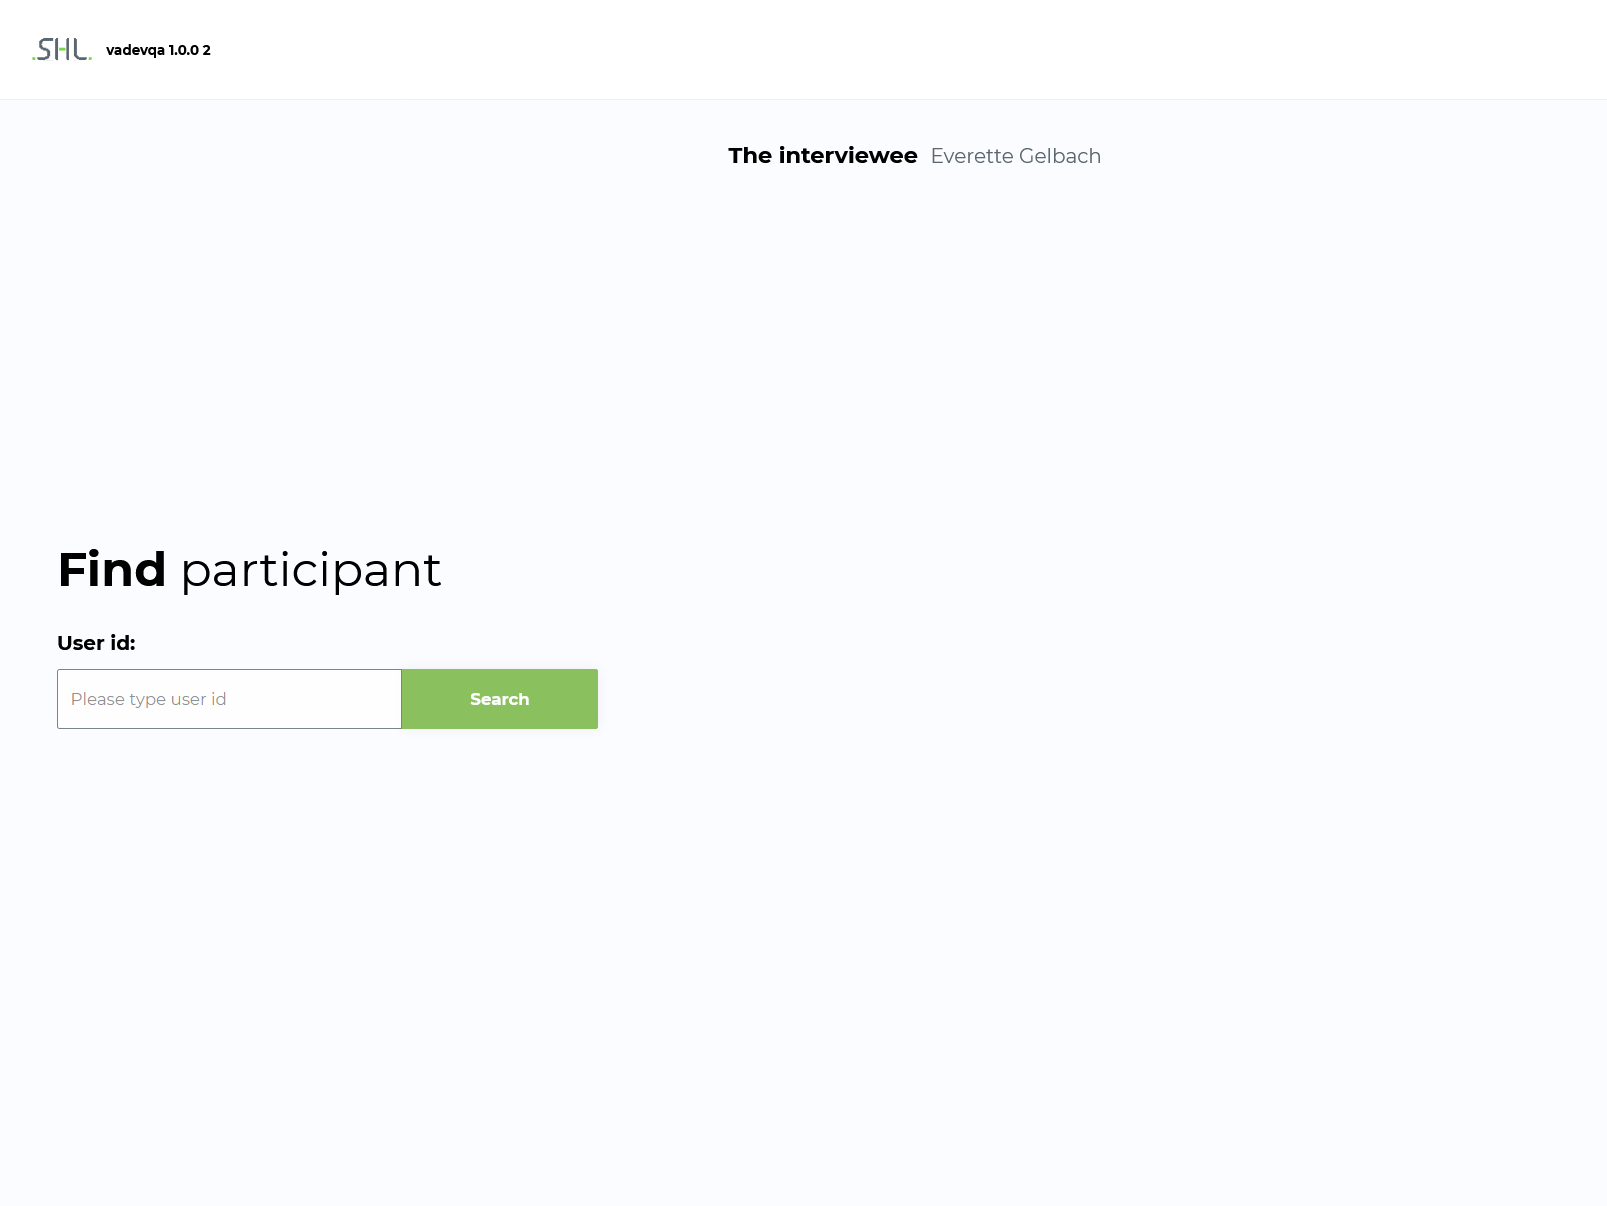 .SHL. vadevqa 1.0.0 2
The interviewee Everette Gelbach
Find participant
User id:
Please type user id
Search